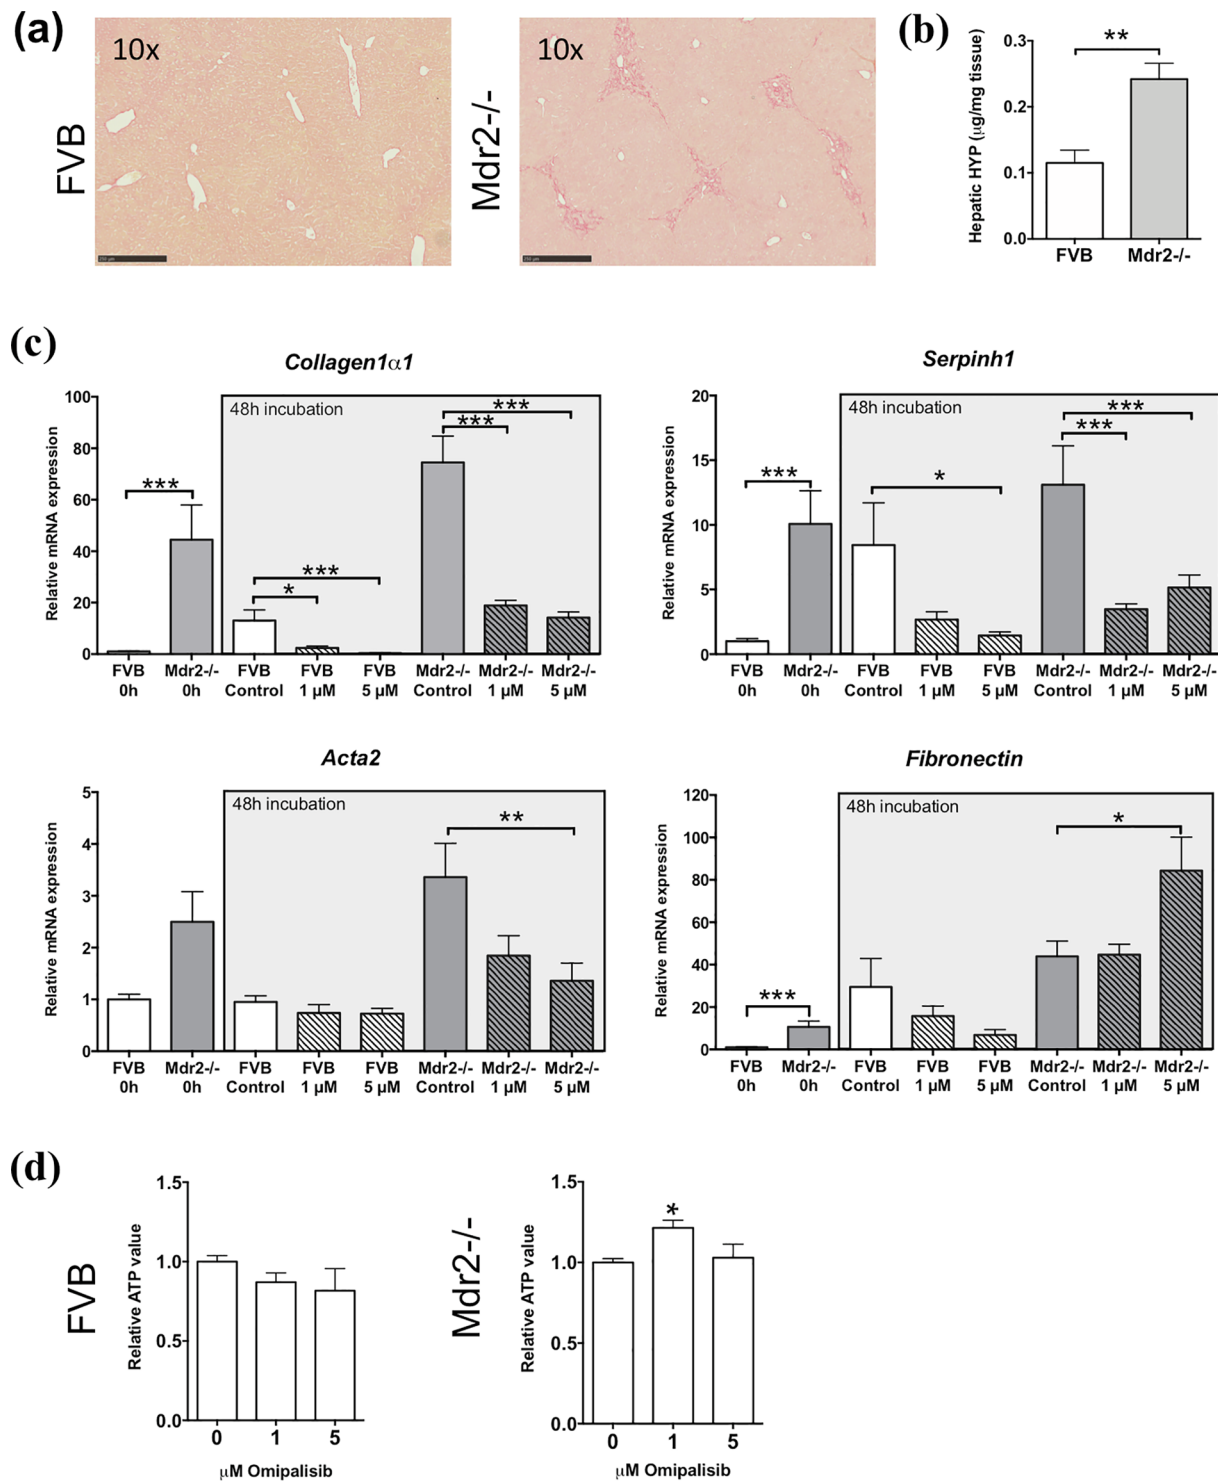 (a)
10x
FVB
250 µm
10x
Mdr2-/-
250 µm
(b)
**
Hepatic HYP (µg/mg tissue)
0.3
0.2
0.1
0.0
FVB
Mdr2-/-
(c)
Collagen1α1
48h incubation
Relative mRNA expression
100
80
60
40
20
0
***
*
***
***
***
FVB 0h
Mdr2-/- 0h
FVB Control
FVB 1 µM
FVB 5 µM
Mdr2-/- Control
Mdr2-/- 1 µM
Mdr2-/- 5 µM
Serpinh1
48h incubation
Relative mRNA expression
20
15
10
5
0
***
*
***
***
FVB 0h
Mdr2-/- 0h
FVB Control
FVB 1 µM
FVB 5 µM
Mdr2-/- Control
Mdr2-/- 1 µM
Mdr2-/- 5 µM
Acta2
48h incubation
Relative mRNA expression
5
4
3
2
1
0
**
FVB 0h
Mdr2-/- 0h
FVB Control
FVB 1 µM
FVB 5 µM
Mdr2-/- Control
Mdr2-/- 1 µM
Mdr2-/- 5 µM
Fibronectin
48h incubation
Relative mRNA expression
120
100
80
60
40
20
0
***
*
FVB 0h
Mdr2-/- 0h
FVB Control
FVB 1 µM
FVB 5 µM
Mdr2-/- Control
Mdr2-/- 1 µM
Mdr2-/- 5 µM
(d)
FVB
Relative ATP value
1.5
1.0
0.5
0.0
0 1 5
µM Omipalisib
Mdr2-/-
Relative ATP value
1.5
1.0
0.5
0.0
*
0 1 5
µM Omipalisib